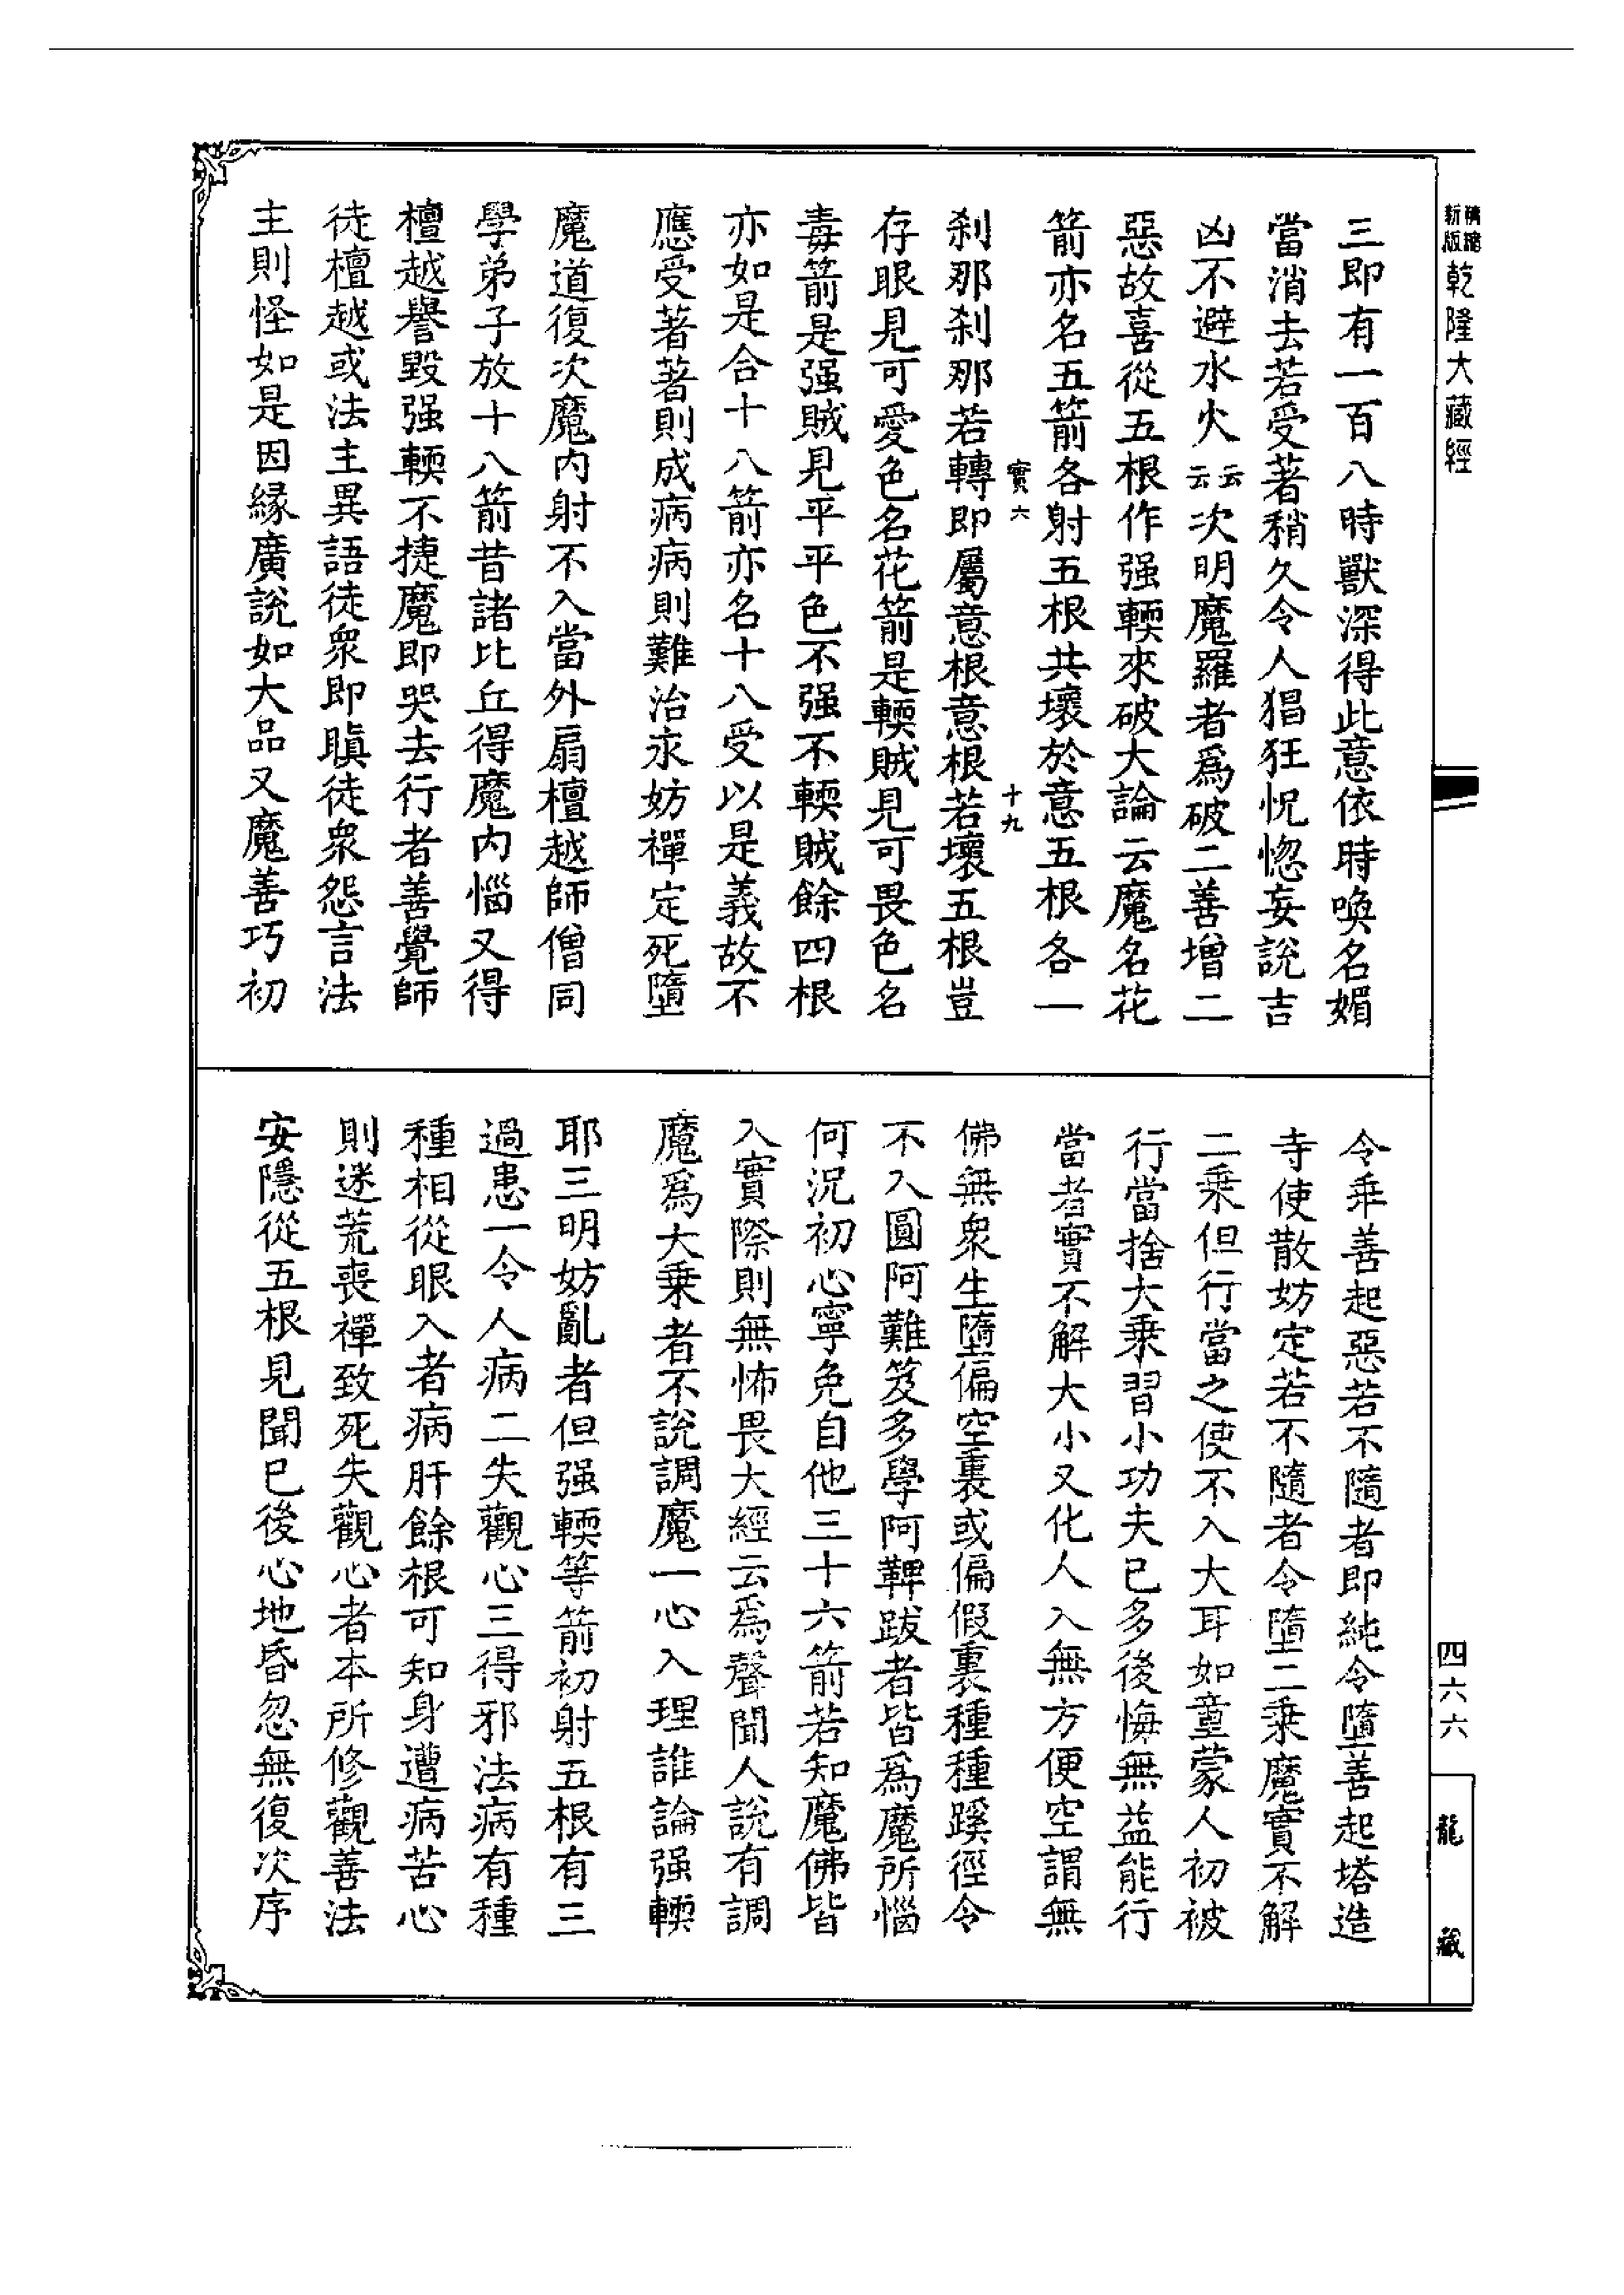 精縮新版乾隆大藏經
三即有一百八時獸深得此意依時喚名媚
當消去若受著稍久令人猖狂怳惚妄說吉
凶不避水火云云次明魔羅者爲破二善增二
惡故喜從五根作强輭來破大論云魔名花
箭亦名五箭各射五根共壞於意五根各一
實六
十九
刹那刹那若轉即屬意根意根若壞五根豈
存眼見可愛色名花箭是輭賊見可畏色名
毒箭是强賊見平平色不强不輭賊餘四根
亦如是合十八箭亦名十八受以是義故不
應受著著則成病病則難治永妨禪定死墮
魔道復次魔內射不入當外扇檀越師僧同
學弟子放十八箭昔諸比丘得魔內惱又得
檀越譽毀强輭不捷魔即哭去行者善覺師
徒檀越或法主異語徒衆即瞋徒衆怨言法
主則怪如是因緣廣說如大品又魔善巧初
令乖善起惡若不隨者即純令墮善起塔造
寺使散妨定若不隨者令墮二乘魔實不解
二乘但行當之使不入大耳如童蒙人初被
行當捨大乘習小功夫已多後悔無益能行
當者實不解大小又化人入無方便空謂無
佛無衆生墮偏空裏或偏假裏種種蹊徑令
不入圓阿難笈多學阿鞞跋者皆爲魔所惱
何況初心寧免自他三十六箭若知魔佛皆
入實際則無怖畏大經云爲聲聞人說有調
魔爲大乘者不說調魔一心入理誰論强輭
耶三明妨亂者但强輭等箭初射五根有三
過患一令人病二失觀心三得邪法病有種
種相從眼入者病肝餘根可知身遭病苦心
則迷荒喪禪致死失觀心者本所修觀善法
安隱從五根見聞已後心地昏忽無復次序
四六六
龍藏